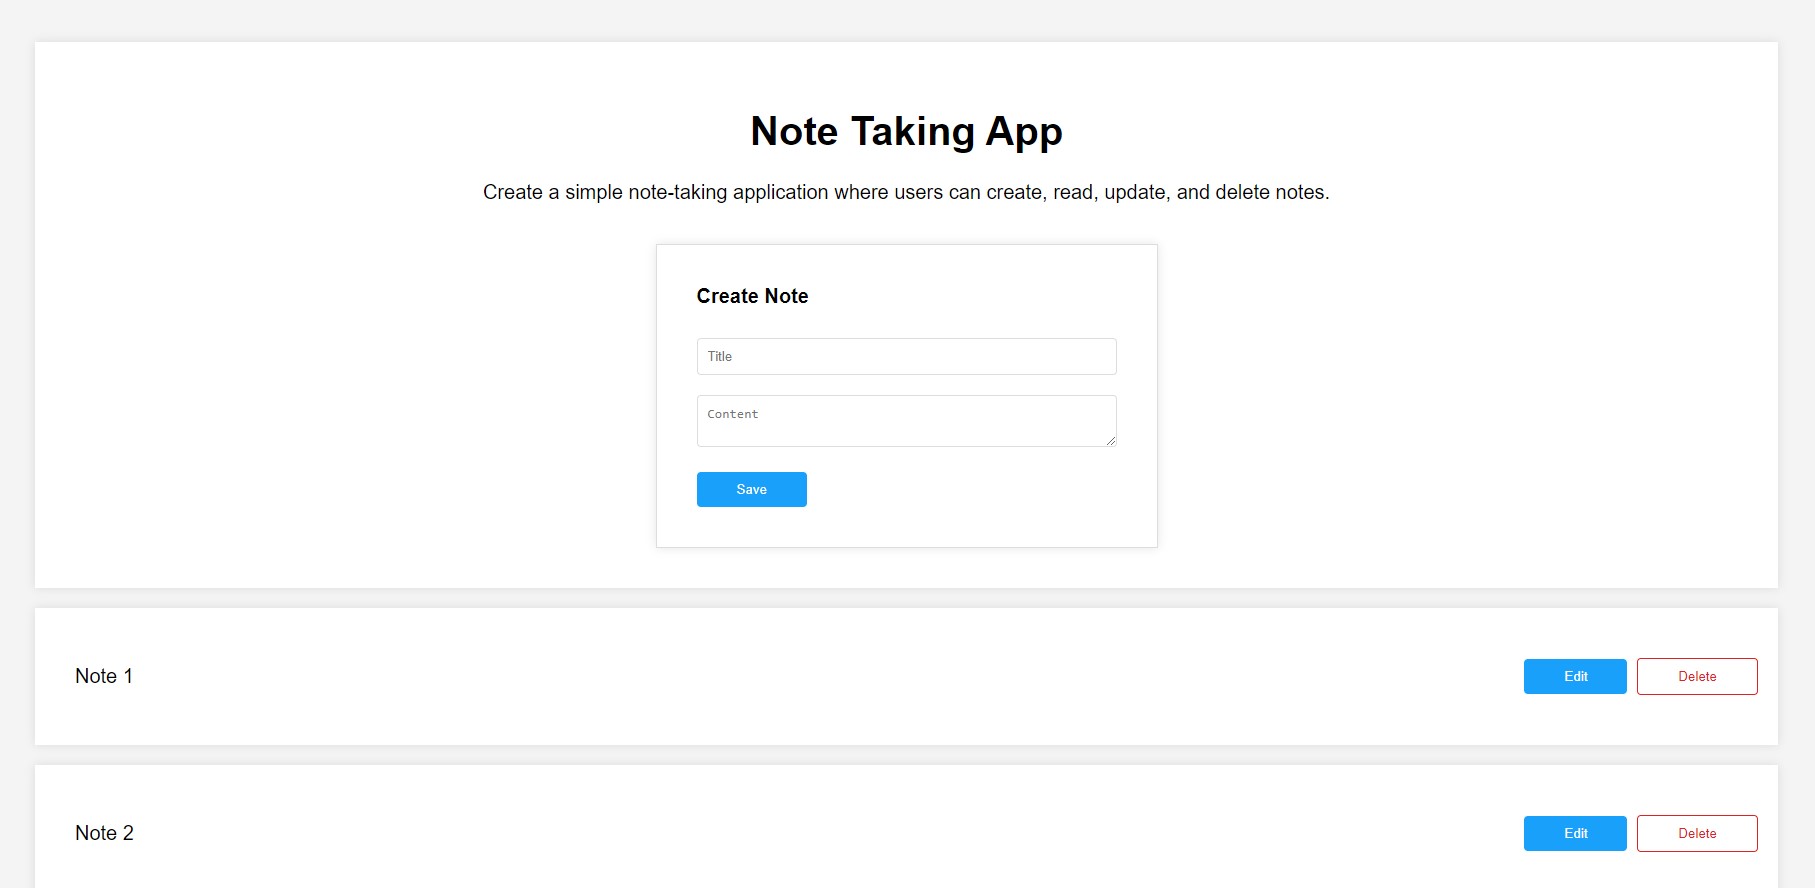 Note Taking App
Create a simple note-taking application where users can create, read, update, and delete notes.
Create Note
Title
Content
Save
Note 1
Edit
Delete
Note 2
Edit
Delete